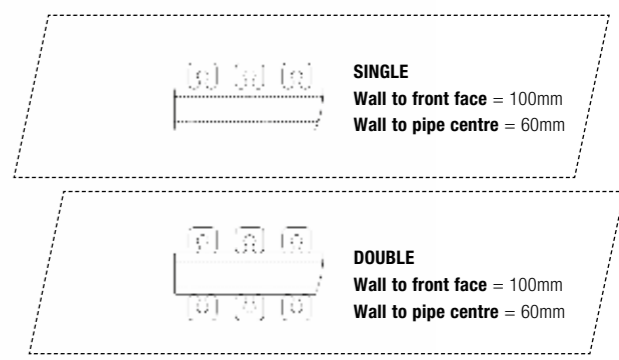 SINGLE
Wall to front face = 100mm
Wall to pipe centre = 60mm
DOUBLE
Wall to front face = 100mm
Wall to pipe centre = 60mm